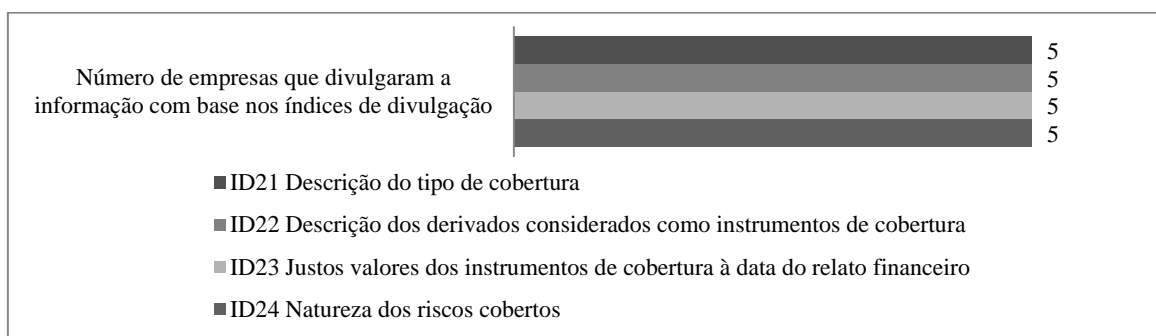 Número de empresas que divulgaram a
informação com base nos índices de divulgação
5
5
5
5
ID21 Descrição do tipo de cobertura
ID22 Descrição dos derivados considerados como instrumentos de cobertura
ID23 Justos valores dos instrumentos de cobertura à data do relato financeiro
ID24 Natureza dos riscos cobertos